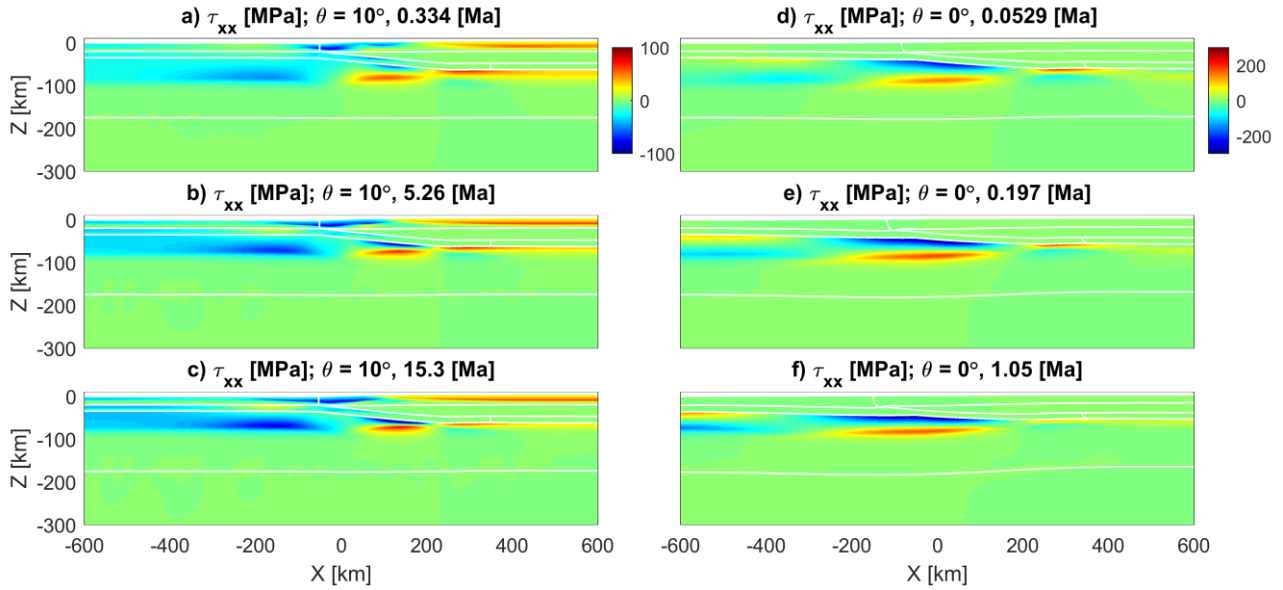 a) τxx [MPa]; θ = 10°, 0.334 [Ma]
d) τxx [MPa]; θ = 0°, 0.0529 [Ma]
0
-100
-200
-300
Z [km]
100
0
-100
200
0
-200
b) τxx [MPa]; θ = 10°, 5.26 [Ma]
e) τxx [MPa]; θ = 0°, 0.197 [Ma]
0
-100
-200
-300
Z [km]
c) τxx [MPa]; θ = 10°, 15.3 [Ma]
f) τxx [MPa]; θ = 0°, 1.05 [Ma]
0
-100
-200
-300
Z [km]
-600 -400 -200 0 200 400 600
-600 -400 -200 0 200 400 600
X [km]
X [km]